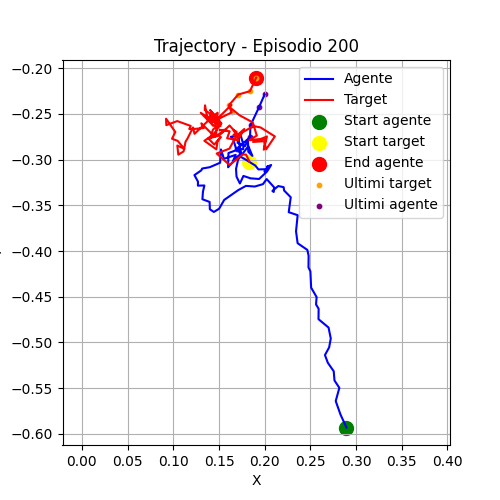 Trajectory - Episodio 200
Agente
Target
Start agente
Start target
End agente
Ultimi target
Ultimi agente
−0.20
−0.25
−0.30
−0.35
−0.40
−0.45
−0.50
−0.55
−0.60
0.00 0.05 0.10 0.15 0.20 0.25 0.30 0.35 0.40
X